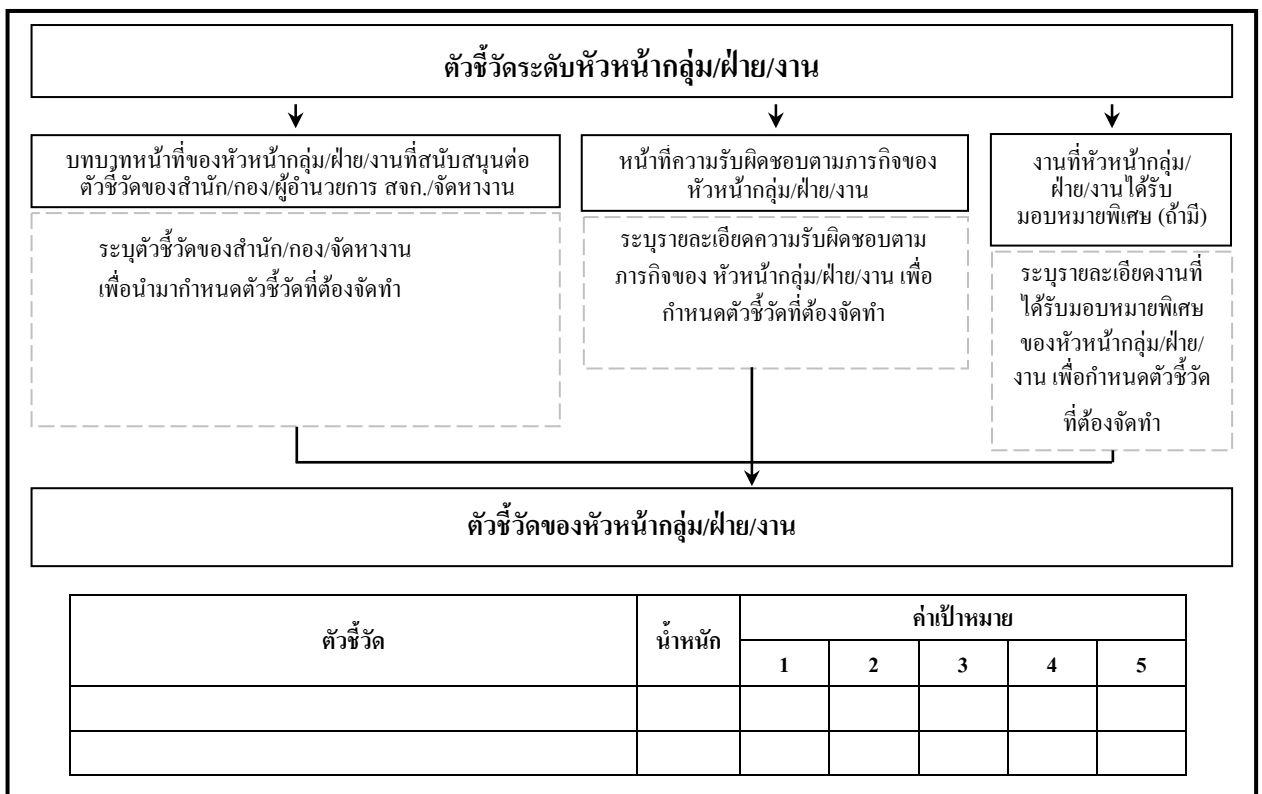 ตัวชี้วัดระดับหัวหน้ากลุ่ม/ฝ่าย/งาน
บทบาทหน้าที่ของหัวหน้ากลุ่ม/ฝ่าย/งานที่สนับสนุนต่อ
ตัวชี้วัดของสำนัก/กอง/ผู้อำนวยการ สจก./จัดหางาน
ระบุตัวชี้วัดของสำนัก/กอง/จัดหางาน
เพื่อนำมากำหนดตัวชี้วัดที่ต้องจัดทำ
หน้าที่ความรับผิดชอบตามภารกิจของ
หัวหน้ากลุ่ม/ฝ่าย/งาน
ระบุรายละเอียดความรับผิดชอบตาม
ภารกิจของ หัวหน้ากลุ่ม/ฝ่าย/งาน เพื่อ
กำหนดตัวชี้วัดที่ต้องจัดทำ
งานที่หัวหน้ากลุ่ม/
ฝ่าย/งานได้รับ
มอบหมายพิเศษ (ถ้ามี)
ระบุรายละเอียดงานที่
ได้รับมอบหมายพิเศษ
ของหัวหน้ากลุ่ม/ฝ่าย/
งาน เพื่อกำหนดตัวชี้วัด
ที่ต้องจัดทำ
ตัวชี้วัดของหัวหน้ากลุ่ม/ฝ่าย/งาน
ตัวชี้วัด น้ำหนัก ค่าเป้าหมาย
1 2 3 4 5